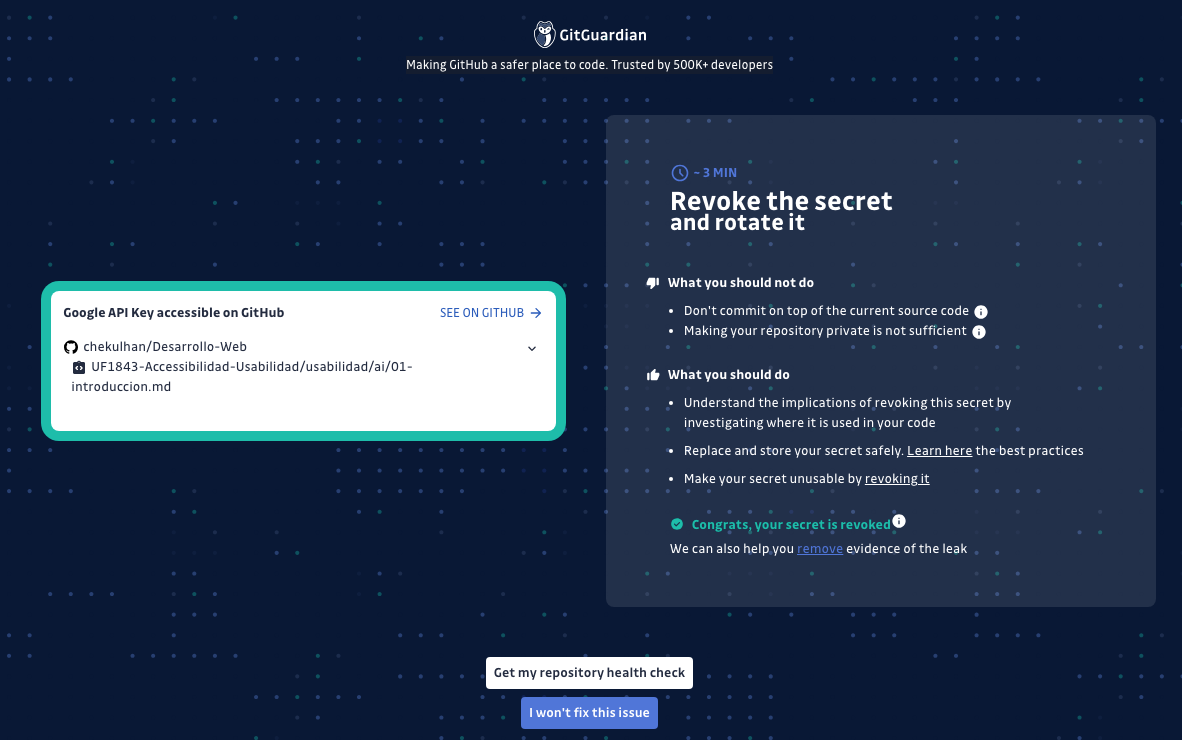 GitGuardian
Making GitHub a safer place to code. Trusted by 500K+ developers
Google API Key accessible on GitHub
SEE ON GITHUB
chekulhan/Desarrollo-Web
UF1843-Accessibilidad-Usabilidad/usabilidad/ai/01-
introduccion.md
~ 3 MIN
Revoke the secret
and rotate it
What you should not do
• Don't commit on top of the current source code
• Making your repository private is not sufficient
What you should do
• Understand the implications of revoking this secret by
investigating where it is used in your code
• Replace and store your secret safely. Learn here the best practices
• Make your secret unusable by revoking it
Congrats, your secret is revoked
We can also help you remove evidence of the leak
Get my repository health check
I won't fix this issue